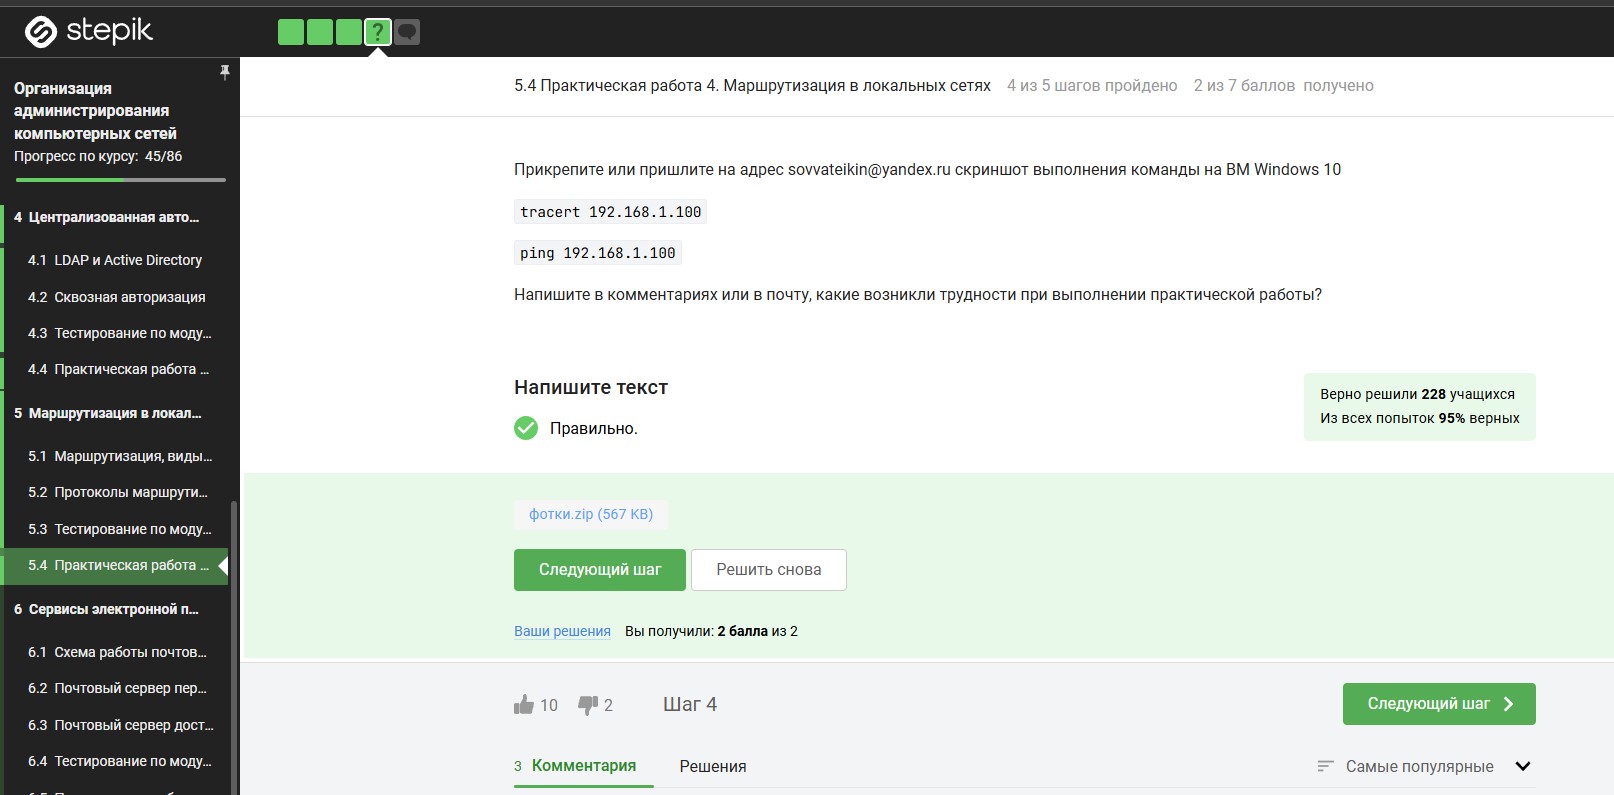 stepik
?
Организация
администрирования
компьютерных сетей
Прогресс по курсу: 45/86
4 Централизованная авто...
4.1 LDAP и Active Directory
4.2 Сквозная авторизация
4.3 Тестирование по моду...
4.4 Практическая работа ...
5 Маршрутизация в локал...
5.1 Маршрутизация, виды...
5.2 Протоколы маршрути...
5.3 Тестирование по моду...
5.4 Практическая работа ...
6 Сервисы электронной п...
6.1 Схема работы почтов...
6.2 Почтовый сервер пер...
6.3 Почтовый сервер дост...
6.4 Тестирование по моду...
5.4 Практическая работа 4. Маршрутизация в локальных сетях 4 из 5 шагов пройдено 2 из 7 баллов получено
Прикрепите или пришлите на адрес sovvateikin@yandex.ru скриншот выполнения команды на ВМ Windows 10
tracert 192.168.1.100
ping 192.168.1.100
Напишите в комментариях или в почту, какие возникли трудности при выполнении практической работы?
Напишите текст
Правильно.
Верно решили 228 учащихся
Из всех попыток 95% верных
фотки.zip (567 KB)
Следующий шаг Решить снова
Ваши решения Вы получили: 2 балла из 2
10 2 Шаг 4 Следующий шаг
3 Комментария Решения Самые популярные